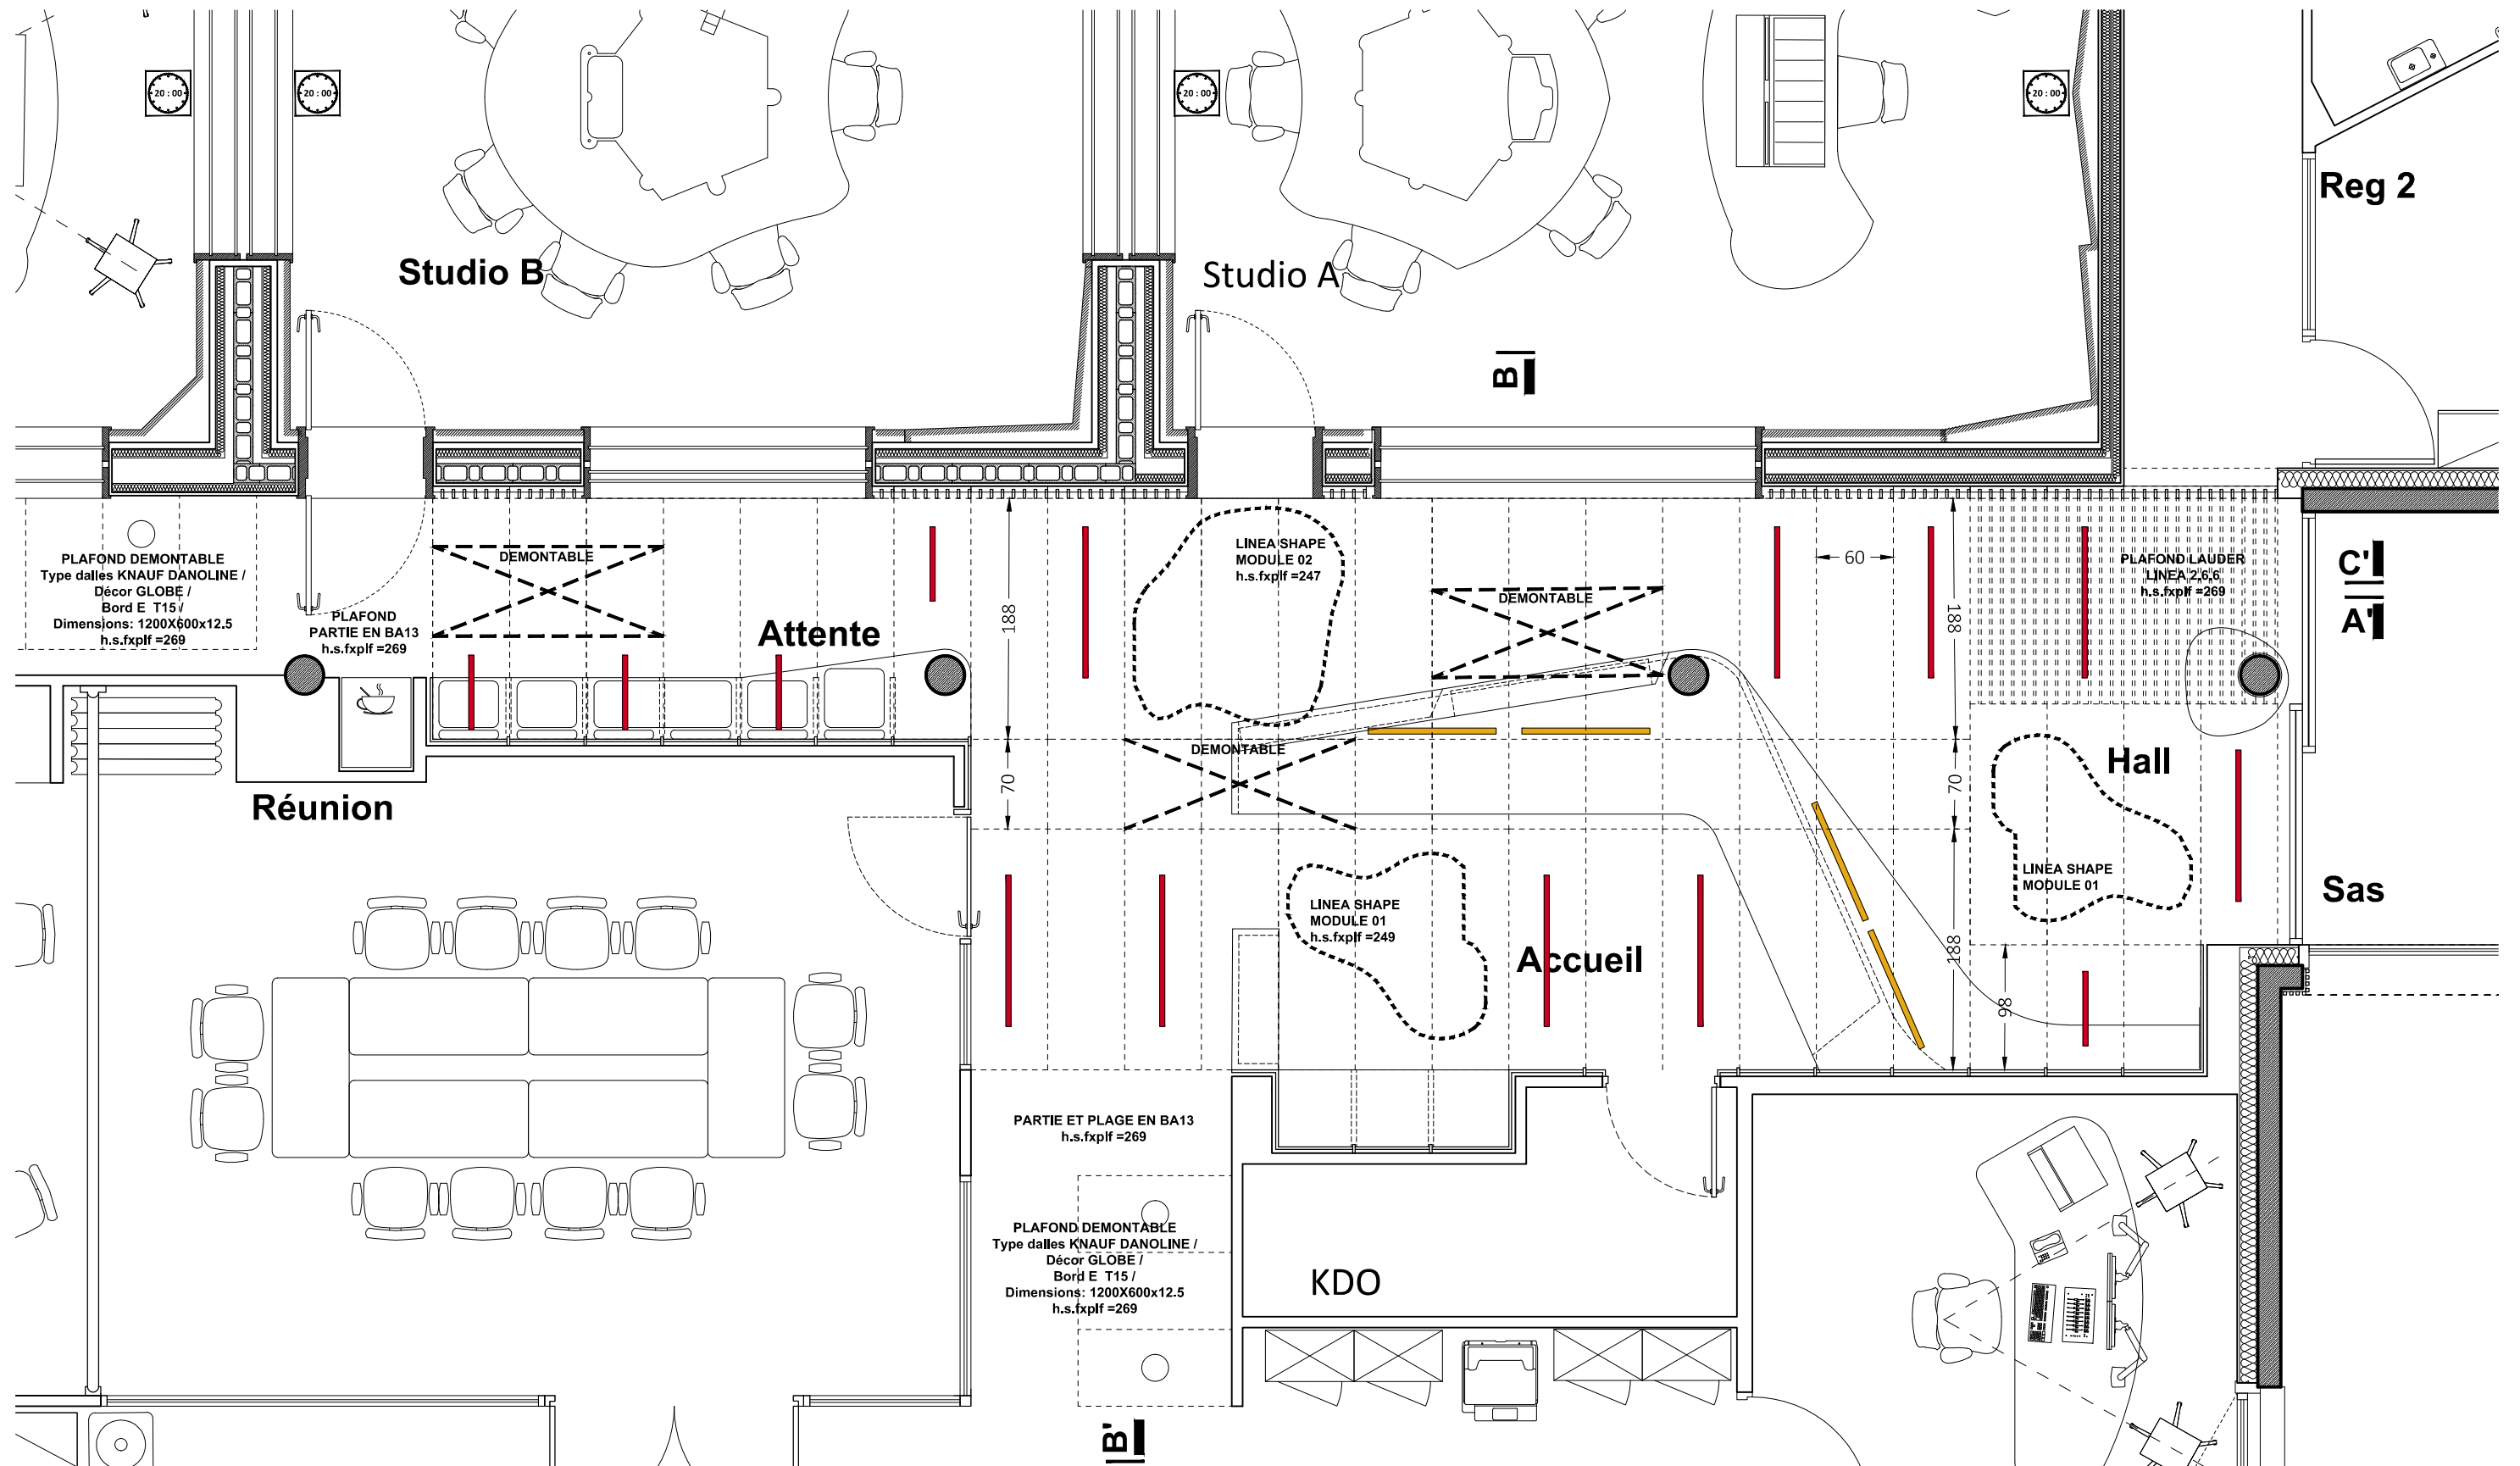 20 : 00
20 : 00
20 : 00
20 : 00
Reg 2
Studio B
Studio A
B
PLAFOND DEMONTABLE
Type dalles KNAUF DANOLINE /
Décor GLOBE /
Bord E T15 /
Dimensions: 1200X600x12.5
h.s.fxplf =269
PLAFOND
PARTIE EN BA13
h.s.fxplf =269
DEMONTABLE
Attente
188
LINEA SHAPE
MODULE 02
h.s.fxplf =247
DEMONTABLE
60
188
PLAFOND LAUDER
LINEA 2.6.6
h.s.fxplf =269
C'
A'
DEMONTABLE
70
70
Hall
Réunion
LINEA SHAPE
MODULE 01
Sas
LINEA SHAPE
MODULE 01
h.s.fxplf =249
Accueil
188
98
PARTIE ET PLAGE EN BA13
h.s.fxplf =269
PLAFOND DEMONTABLE
Type dalles KNAUF DANOLINE /
Décor GLOBE /
Bord E T15 /
Dimensions: 1200X600x12.5
h.s.fxplf =269
KDO
B'